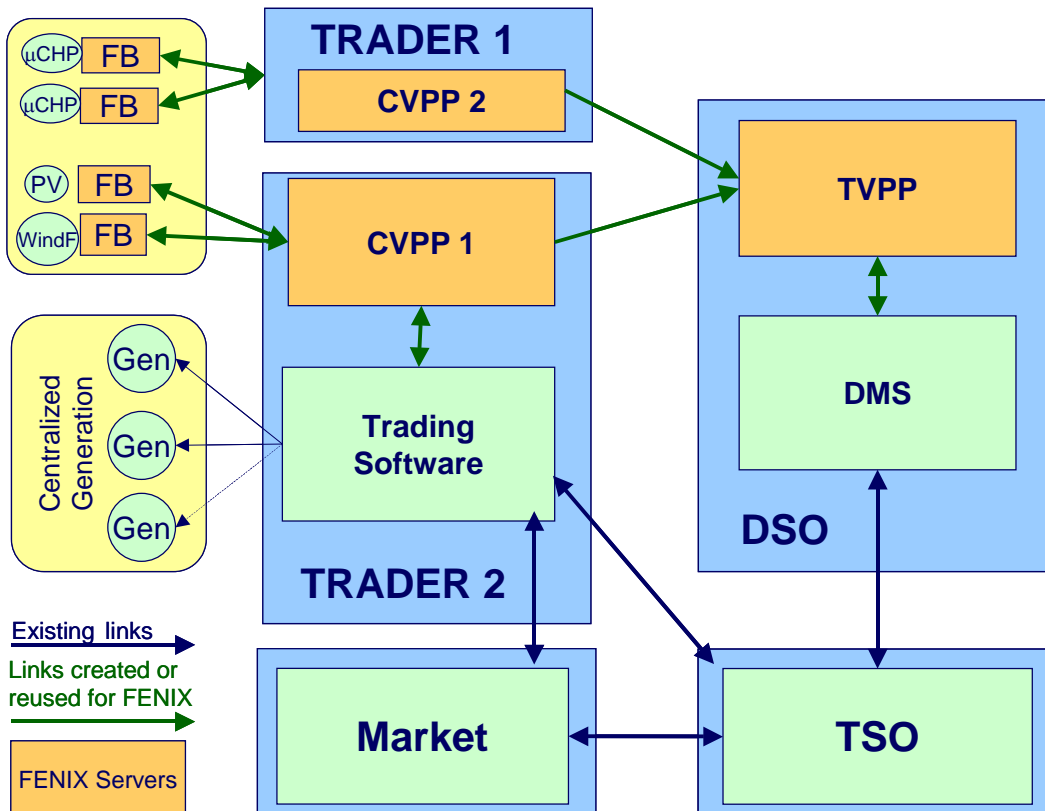 μCHP FB
μCHP FB
PV FB
WindF FB
TRADER 1
CVPP 2
CVPP 1
Trading
Software
TRADER 2
TVPP
DMS
DSO
Centralized
Generation
Gen
Gen
Gen
Existing links
Links created or
reused for FENIX
FENIX Servers
Market
TSO